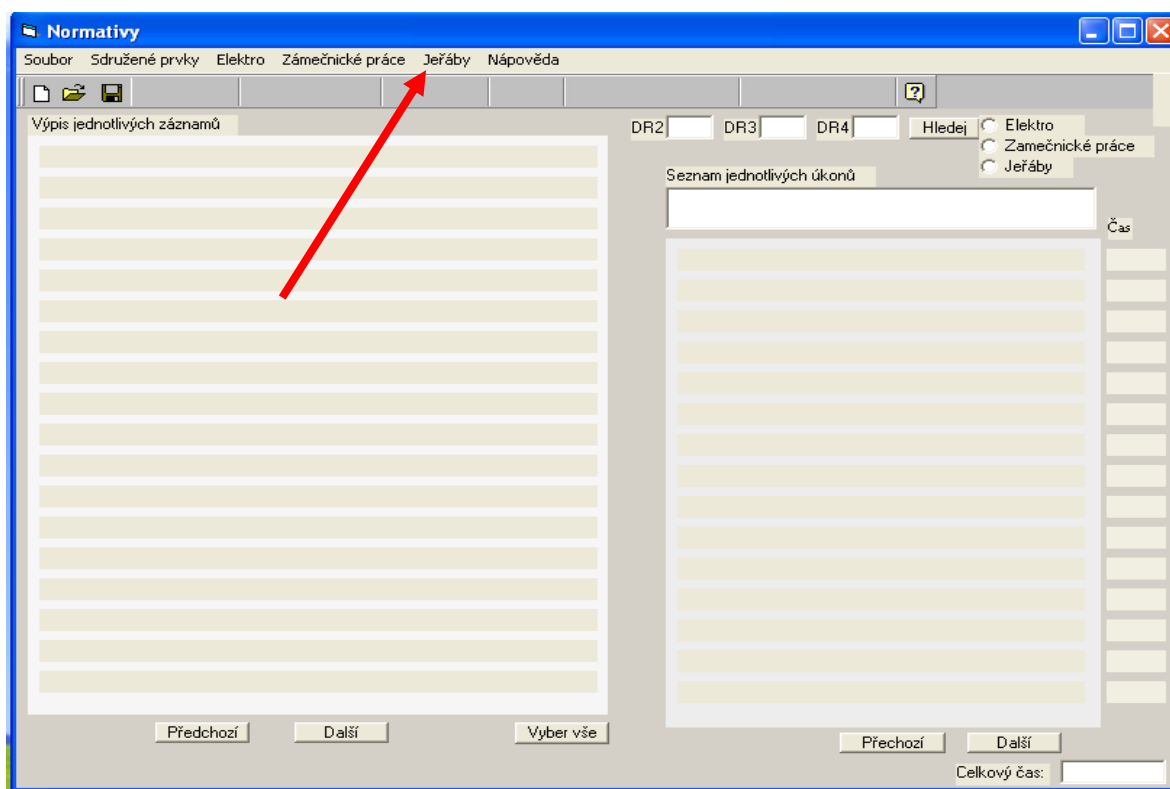 Normativy
Soubor Sdružené prvky Elektro Zámečnické práce Jeřáby Nápověda
Výpis jednotlivých záznamů
DR2 DR3 DR4 Hledej
Elektro
Zamečnické práce
Jeřáby
Seznam jednotlivých úkonů
Čas
Předchozí Další Vyber vše
Přechozí Další
Celkový čas: